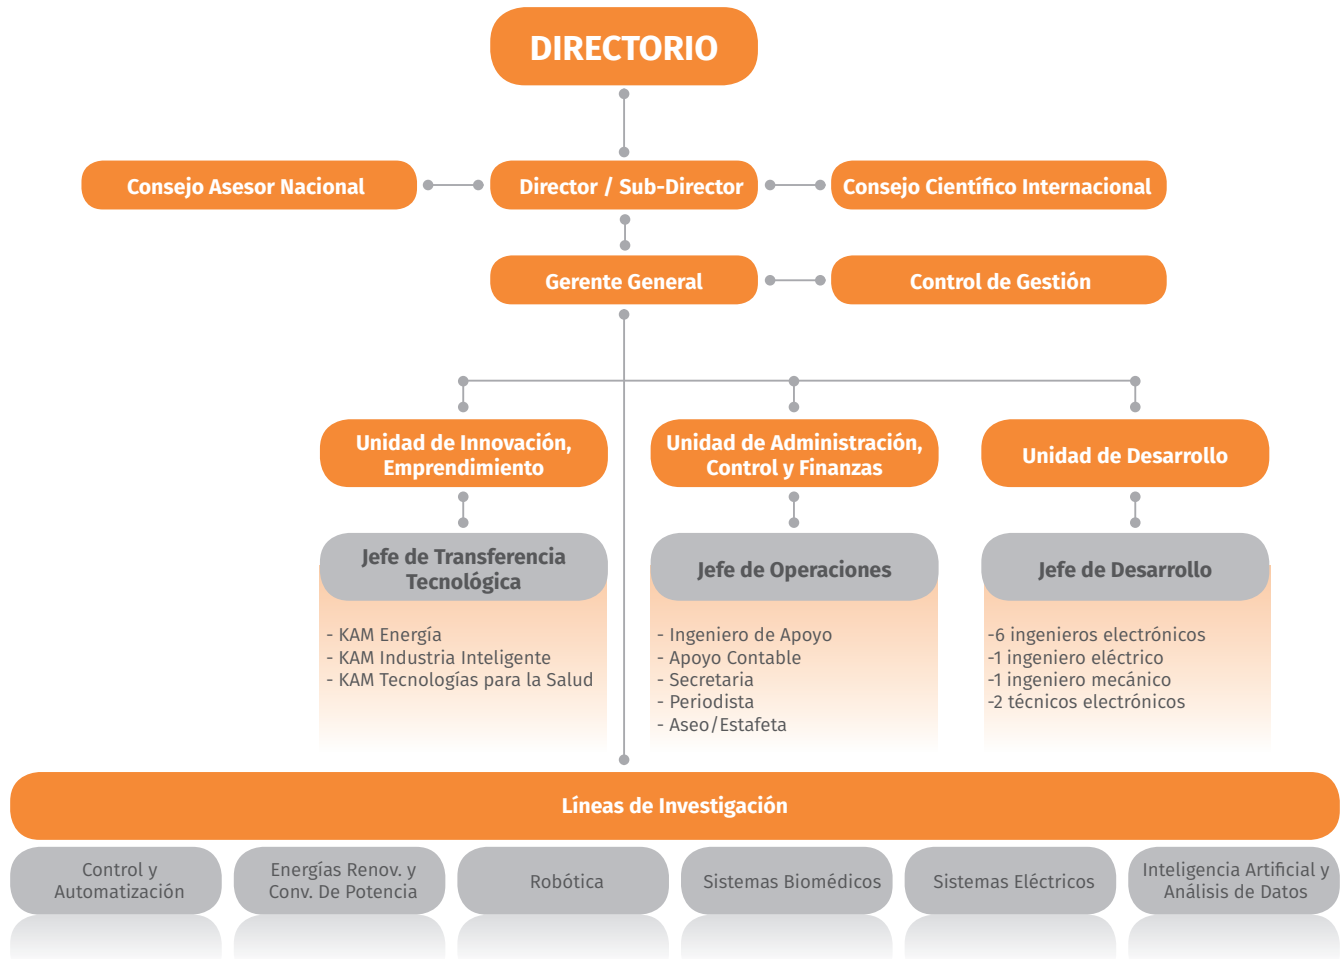 DIRECTORIO
Consejo Asesor Nacional
Director / Sub-Director
Consejo Científico Internacional
Gerente General
Control de Gestión
Unidad de Innovación,
Emprendimiento
Unidad de Administración,
Control y Finanzas
Unidad de Desarrollo
Jefe de Transferencia
Tecnológica
- KAM Energía
- KAM Industria Inteligente
- KAM Tecnologías para la Salud
Jefe de Operaciones
- Ingeniero de Apoyo
- Apoyo Contable
- Secretaria
- Periodista
- Aseo/Estafeta
Jefe de Desarrollo
-6 ingenieros electrónicos
-1 ingeniero eléctrico
-1 ingeniero mecánico
-2 técnicos electrónicos
Líneas de Investigación
Control y
Automatización
Energías Renov. y
Conv. De Potencia
Robótica
Sistemas Biomédicos
Sistemas Eléctricos
Inteligencia Artificial y
Análisis de Datos